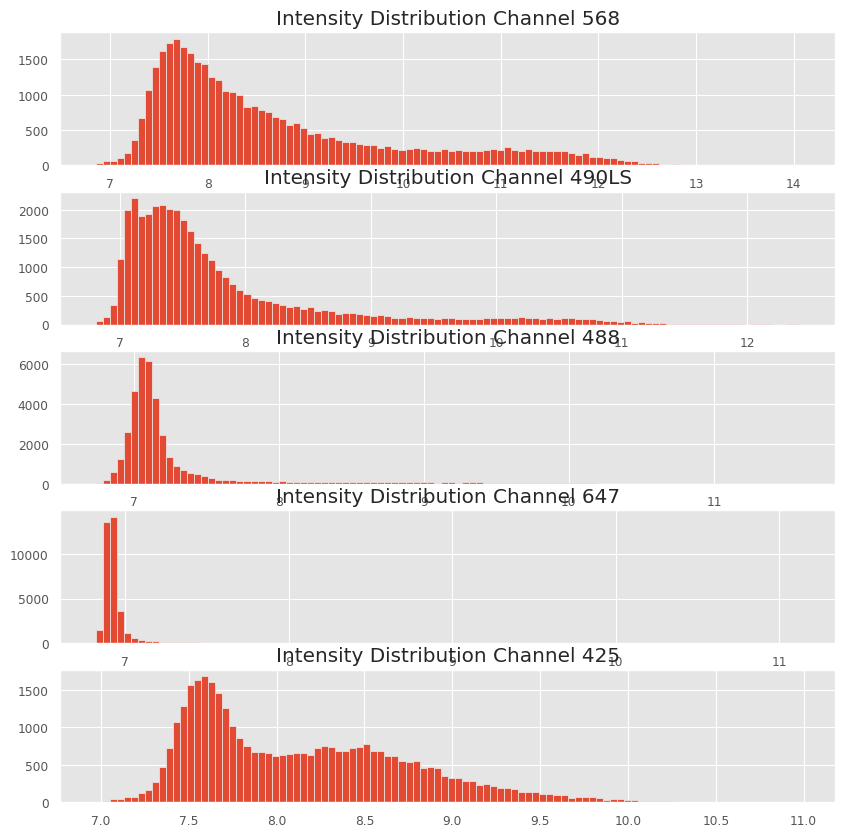 Intensity Distribution Channel 568
1500
1000
500
0
7 8 9 10 11 12 13 14
Intensity Distribution Channel 490LS
2000
1500
1000
500
0
7 8 9 10 11 12
Intensity Distribution Channel 488
6000
4000
2000
0
7 8 9 10 11
Intensity Distribution Channel 647
10000
5000
0
7 8 9 10 11
Intensity Distribution Channel 425
1500
1000
500
0
7.0 7.5 8.0 8.5 9.0 9.5 10.0 10.5 11.0